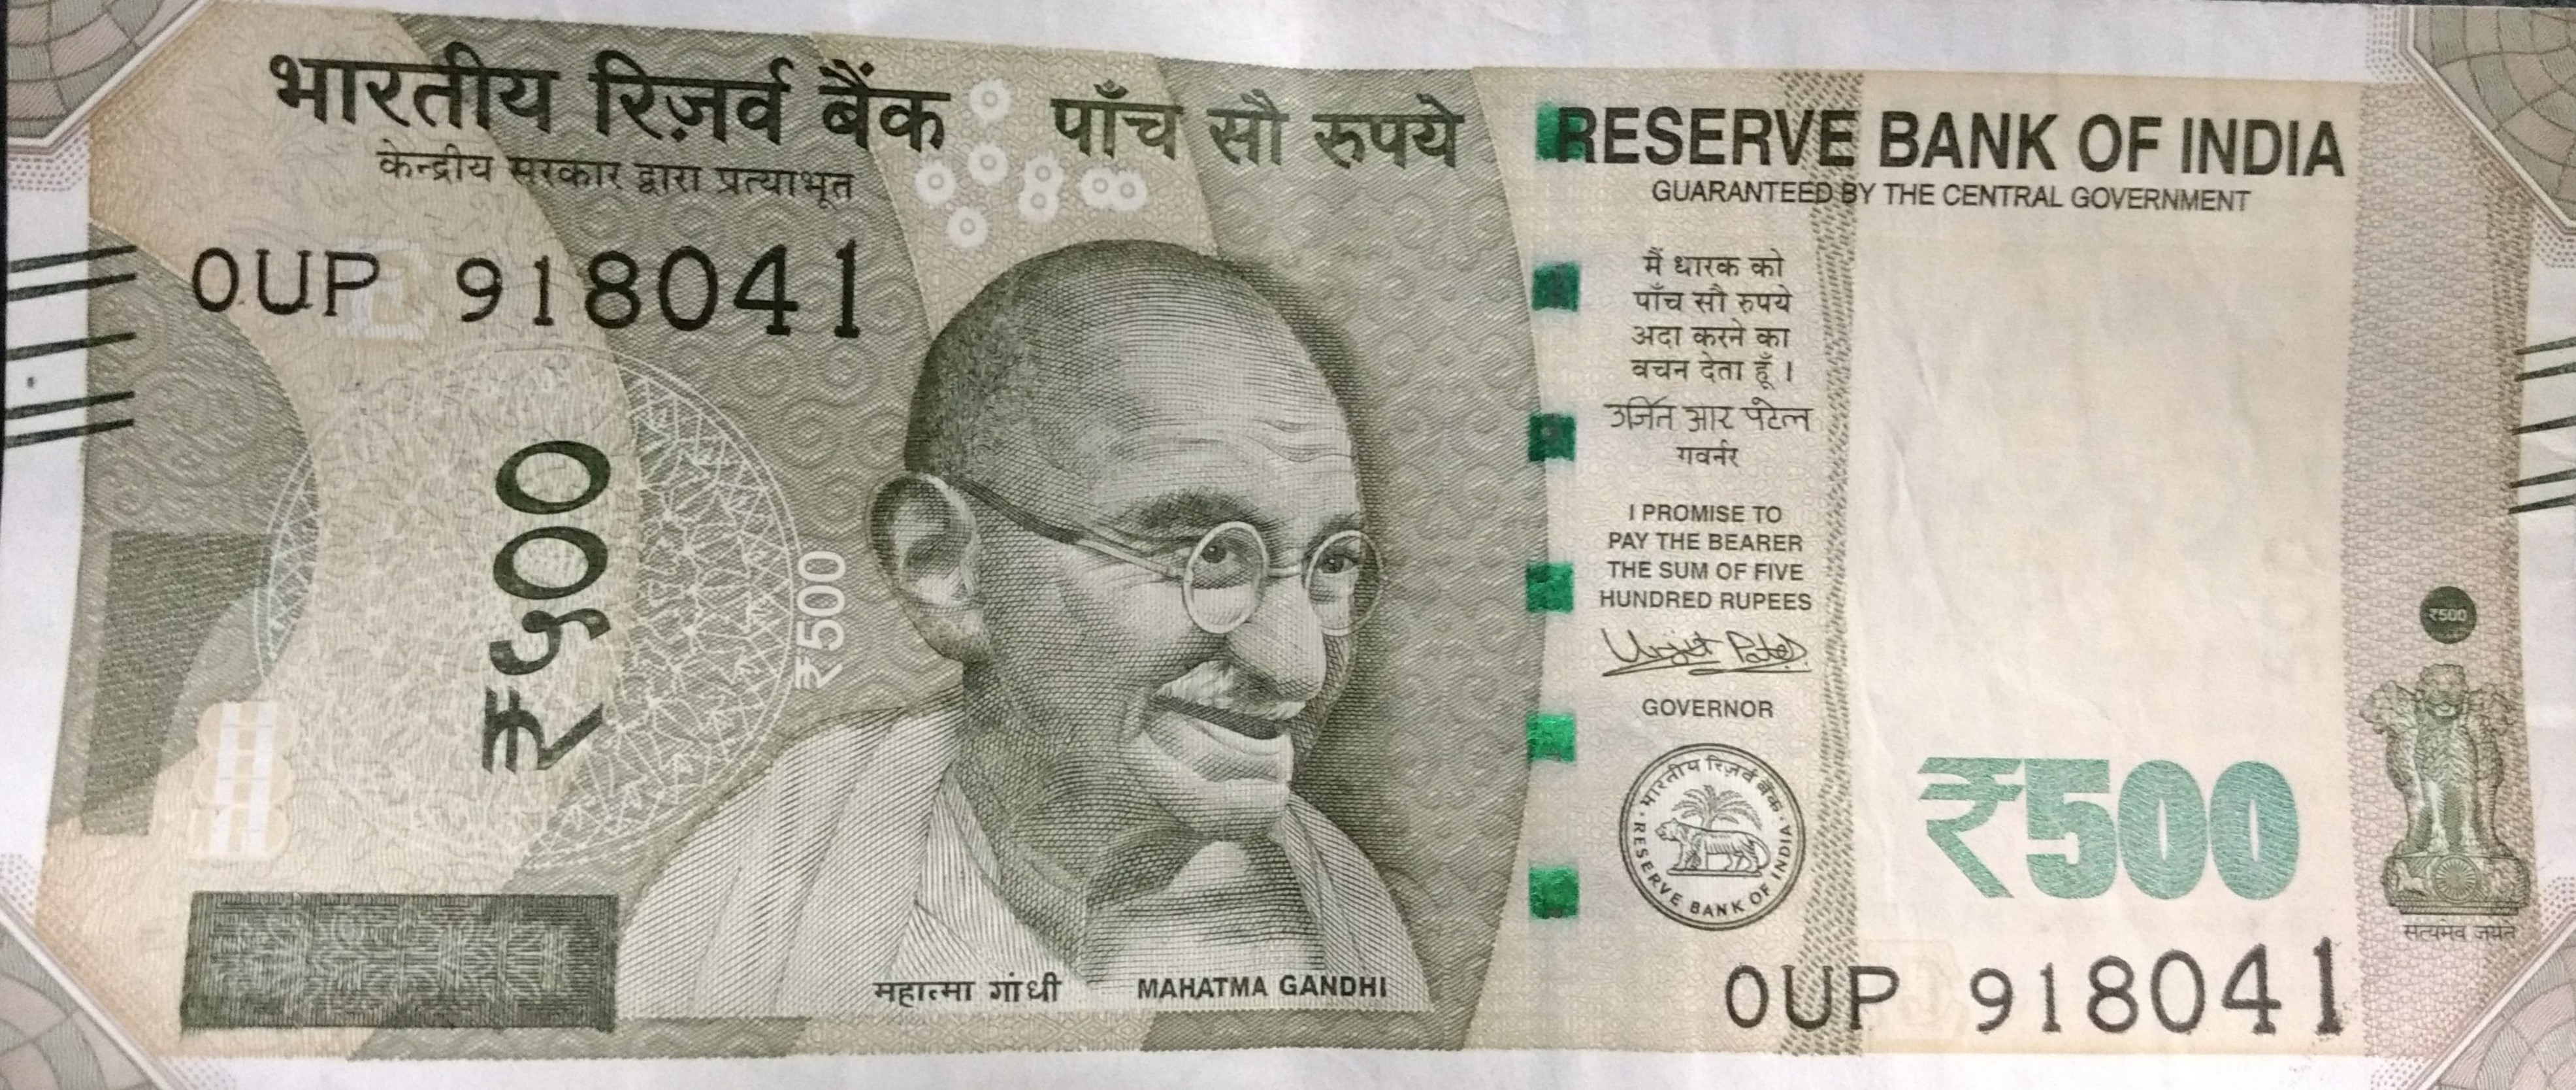 भारतीय रिज़र्व बैंक
केन्द्रीय सरकार द्वारा प्रत्याभूत
पाँच सौ रुपये
RESERVE BANK OF INDIA
GUARANTEED BY THE CENTRAL GOVERNMENT
0UP 918041
₹५००
₹500
मैं धारक को
पाँच सौ रुपये
अदा करने का
वचन देता हूँ ।
उर्जित आर पटेल
गवर्नर
I PROMISE TO
PAY THE BEARER
THE SUM OF FIVE
HUNDRED RUPEES
Urjit Patel
GOVERNOR
भारतीय रिज़र्व बैंक
RESERVE BANK OF INDIA
₹500
₹500
सत्यमेव जयते
महात्मा गांधी
MAHATMA GANDHI
0UP 918041